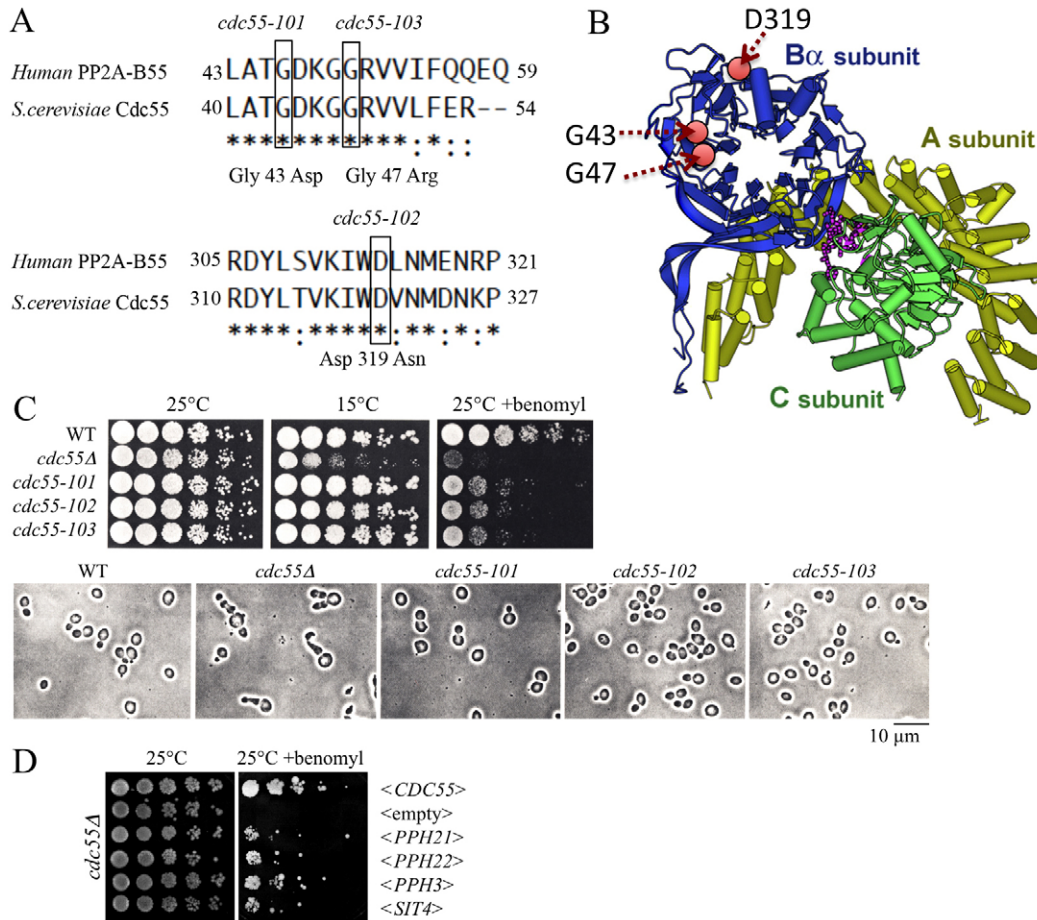 A
cdc55-101 cdc55-103
Human PP2A-B55 43 LATGDKGGRVVIFQQEQ 59
S.cerevisiae Cdc55 40 LATGDKGGRVVLFER-- 54
***********:*::
Gly 43 Asp Gly 47 Arg
cdc55-102
Human PP2A-B55 305 RDYLSVKIWDLNMENRP 321
S.cerevisiae Cdc55 310 RDYLTVKIWDVNMDNKP 327
****:*****:**:*:*
Asp 319 Asn
B
D319
Bα subunit
G43
G47
A subunit
C subunit
C
25°C 15°C 25°C +benomyl
WT
cdc55Δ
cdc55-101
cdc55-102
cdc55-103
WT cdc55Δ cdc55-101 cdc55-102 cdc55-103
10 μm
D
25°C 25°C +benomyl
cdc55Δ
<CDC55>
<empty>
<PPH21>
<PPH22>
<PPH3>
<SIT4>